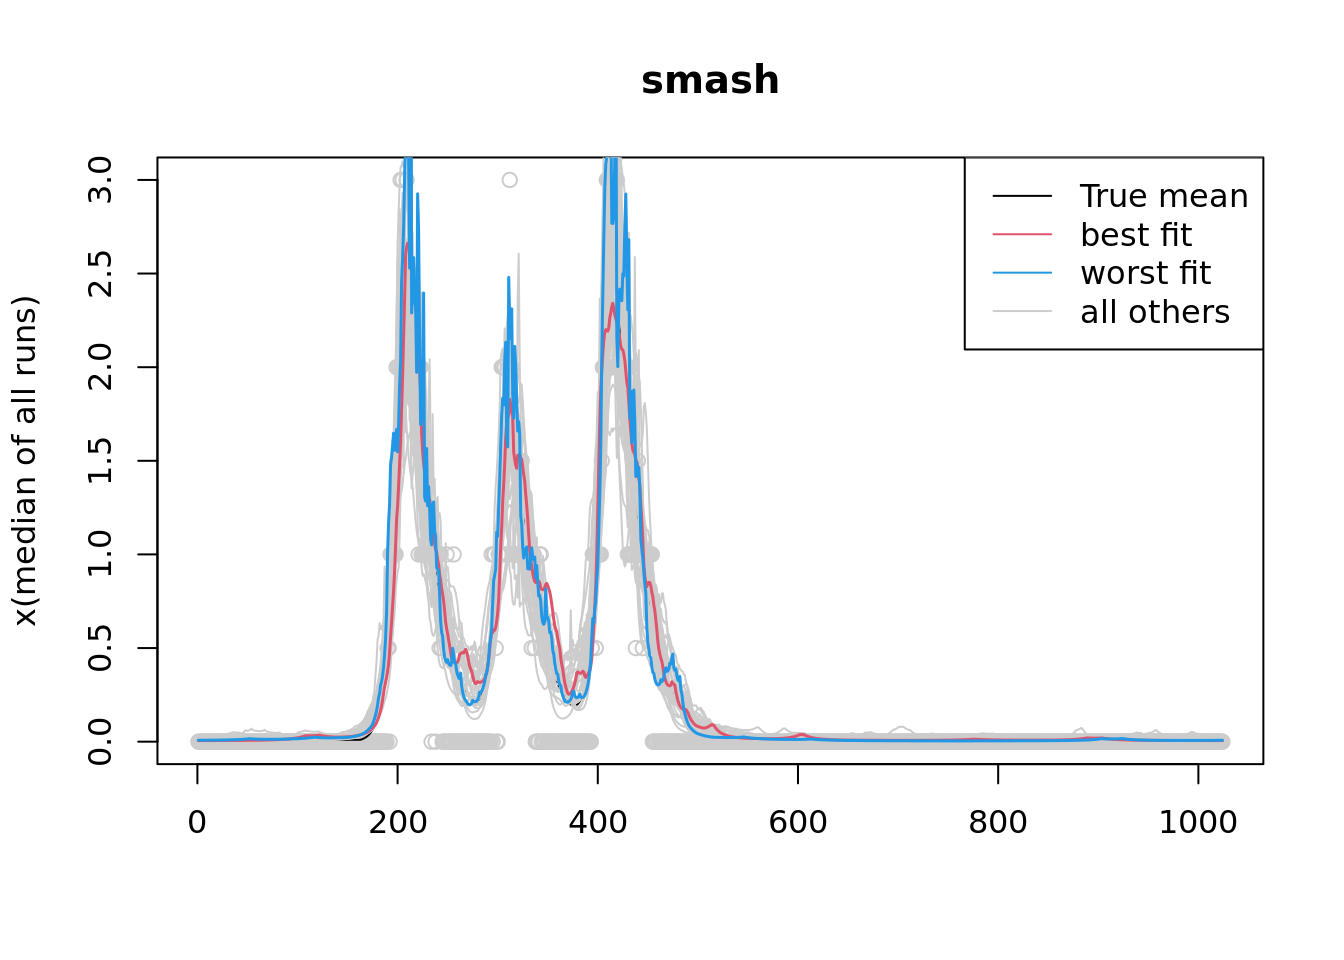 smash
x(median of all runs)
3.0
2.5
2.0
1.5
1.0
0.5
0.0
True mean
best fit
worst fit
all others
0 200 400 600 800 1000